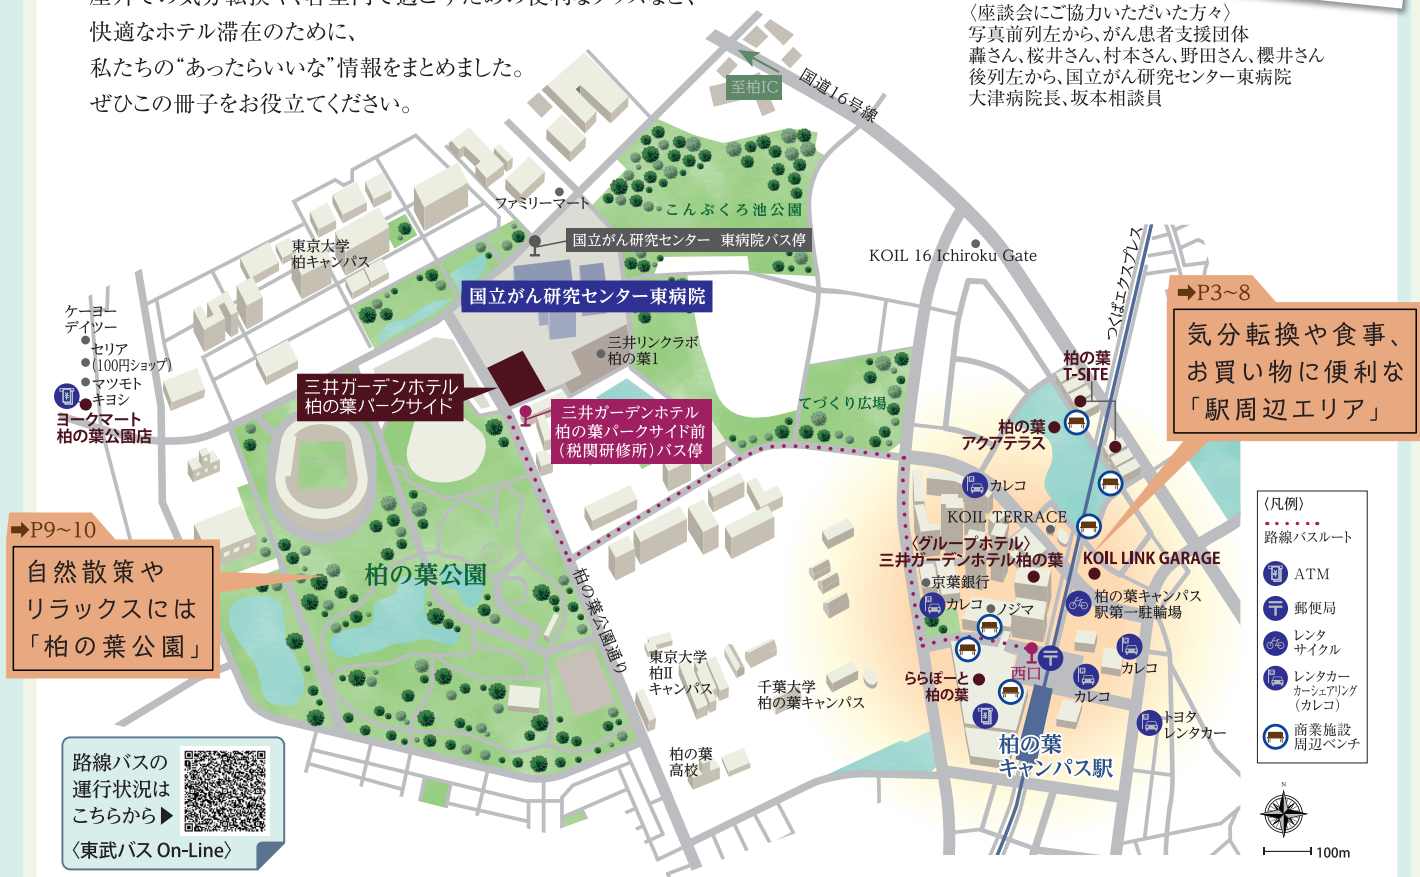 快適なホテル滞在のために、
私たちの“あったらいいな”情報をまとめました。
ぜひこの冊子をお役立てください。
〈座談会にご協力いただいた方々〉
写真前列左から、がん患者支援団体
轟さん、桜井さん、村本さん、野田さん、櫻井さん
後列左から、国立がん研究センター東病院
大津病院長、坂本相談員
至柏IC
国道16号線
ファミリーマート
こんぶくろ池公園
国立がん研究センター 東病院バス停
東京大学
柏キャンパス
KOIL 16 Ichiroku Gate
つくばエクスプレス
国立がん研究センター東病院
ケーヨー
デイツー
セリア
(100円ショップ)
マツモト
キヨシ
ヨークマート
柏の葉公園店
三井リンクラボ
柏の葉1
三井ガーデンホテル
柏の葉パークサイド
三井ガーデンホテル
柏の葉パークサイド前
（税関研修所）バス停
てづくり広場
柏の葉
T-SITE
柏の葉
アクアテラス
➡P3~8
気分転換や食事、
お買い物に便利な
「駅周辺エリア」
カレコ
KOIL TERRACE
〈グループホテル〉
三井ガーデンホテル柏の葉
KOIL LINK GARAGE
京葉銀行
カレコ
ノジマ
柏の葉キャンパス
駅第一駐輪場
➡P9~10
自然散策や
リラックスには
「柏の葉公園」
柏の葉公園
柏の葉公園通り
東京大学
柏II
キャンパス
千葉大学
柏の葉キャンパス
柏の葉
高校
ららぽーと
柏の葉
西口
カレコ
カレコ
トヨタ
レンタカー
柏の葉
キャンパス駅
〈凡例〉
路線バスルート
ATM
郵便局
レンタ
サイクル
レンタカー
カーシェアリング
（カレコ）
商業施設
周辺ベンチ
N
100m
路線バスの
運行状況は
こちらから▶
〈東武バス On-Line〉